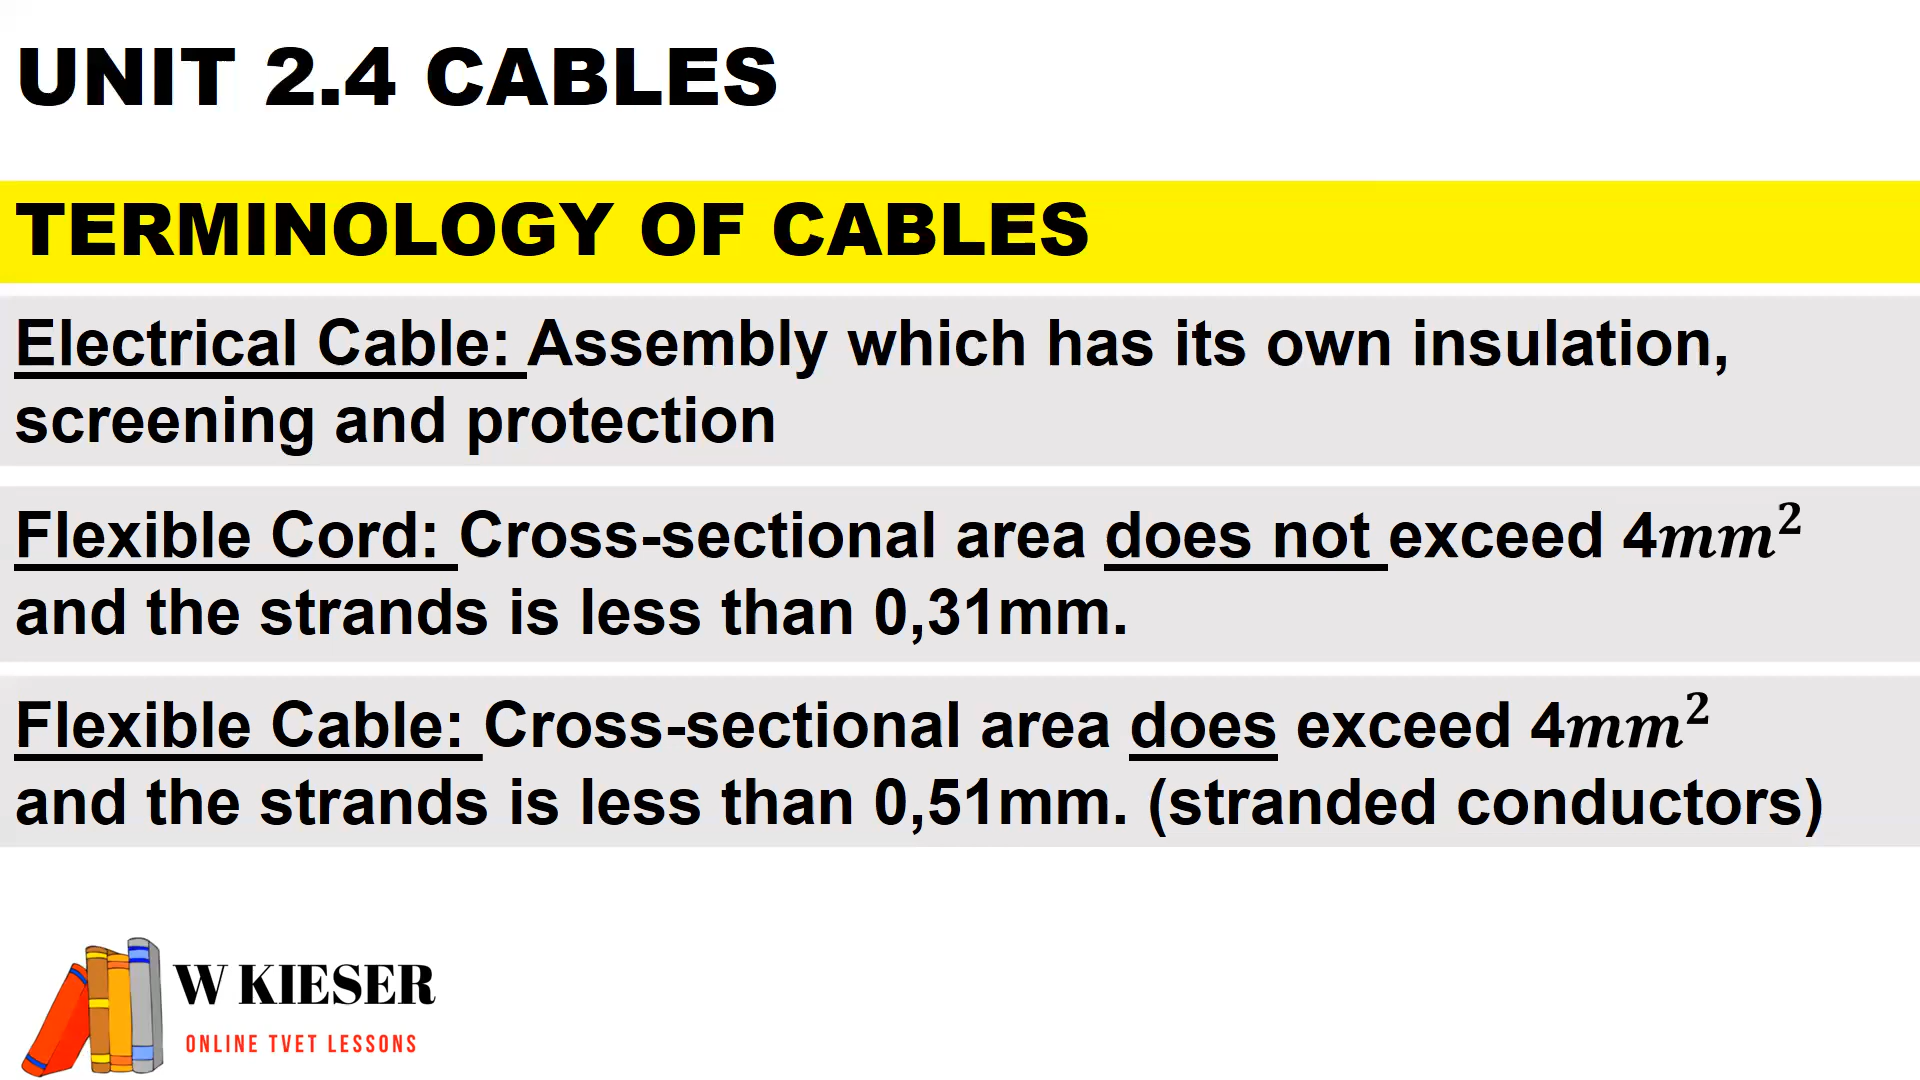 UNIT 2.4 CABLES
TERMINOLOGY OF CABLES
Electrical Cable: Assembly which has its own insulation,
screening and protection
Flexible Cord: Cross-sectional area does not exceed 4mm²
and the strands is less than 0,31mm.
Flexible Cable: Cross-sectional area does exceed 4mm²
and the strands is less than 0,51mm. (stranded conductors)
W KIESER
ONLINE TVET LESSONS